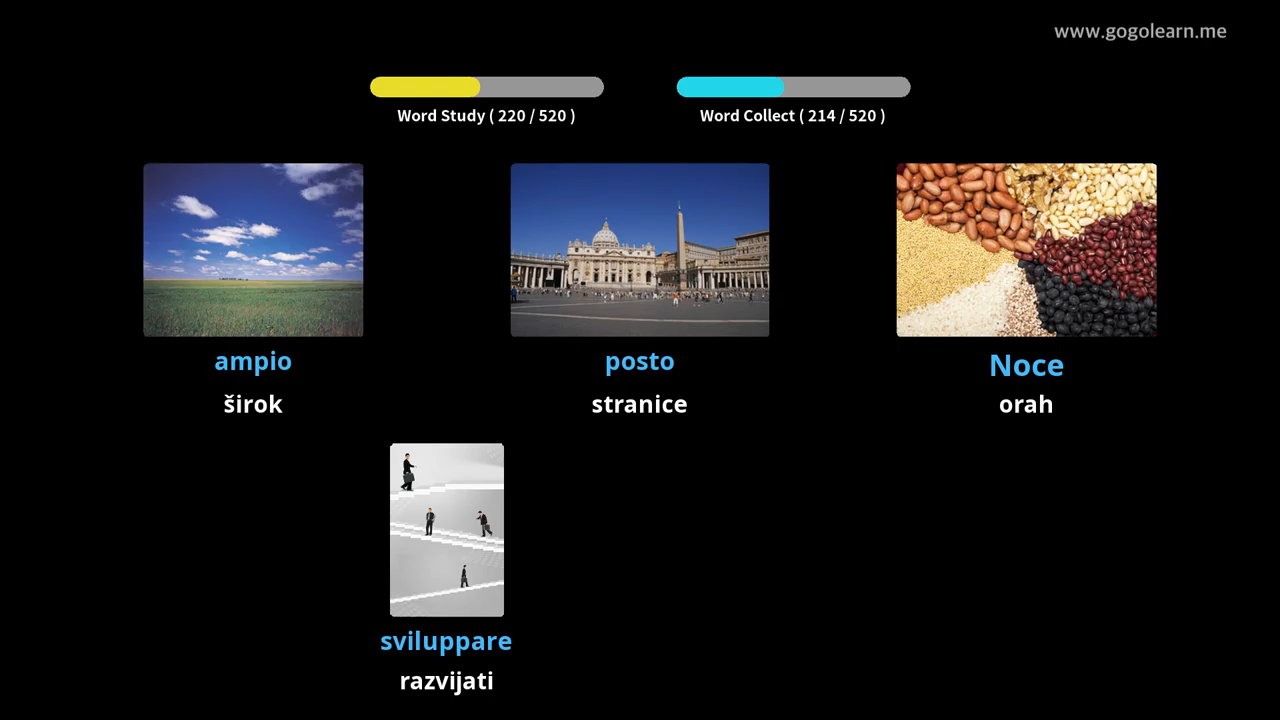 www.gogolearn.me
Word Study ( 220 / 520 )
Word Collect ( 214 / 520 )
ampio
posto
Noce
širok
stranice
orah
sviluppare
razvijati